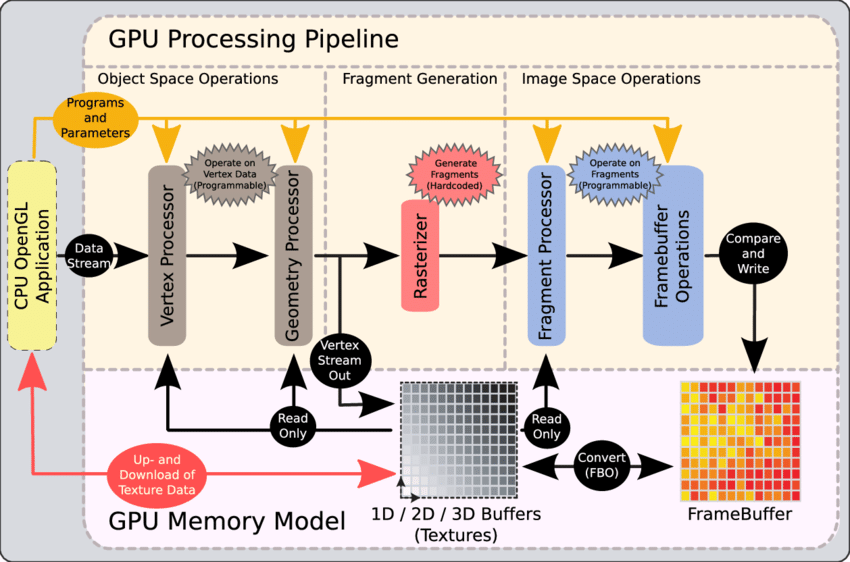 GPU Processing Pipeline
Object Space Operations
Fragment Generation
Image Space Operations
Programs
and
Parameters
Operate on
Vertex Data
(Programmable)
Generate
Fragments
(Hardcoded)
Operate on
Fragments
(Programmable)
CPU OpenGL
Application
Data
Stream
Vertex Processor
Geometry Processor
Rasterizer
Fragment Processor
Framebuffer
Operations
Compare
and
Write
Vertex
Stream
Out
Read
Only
Read
Only
Up- and
Download of
Texture Data
Convert
(FBO)
GPU Memory Model
1D / 2D / 3D Buffers
(Textures)
FrameBuffer